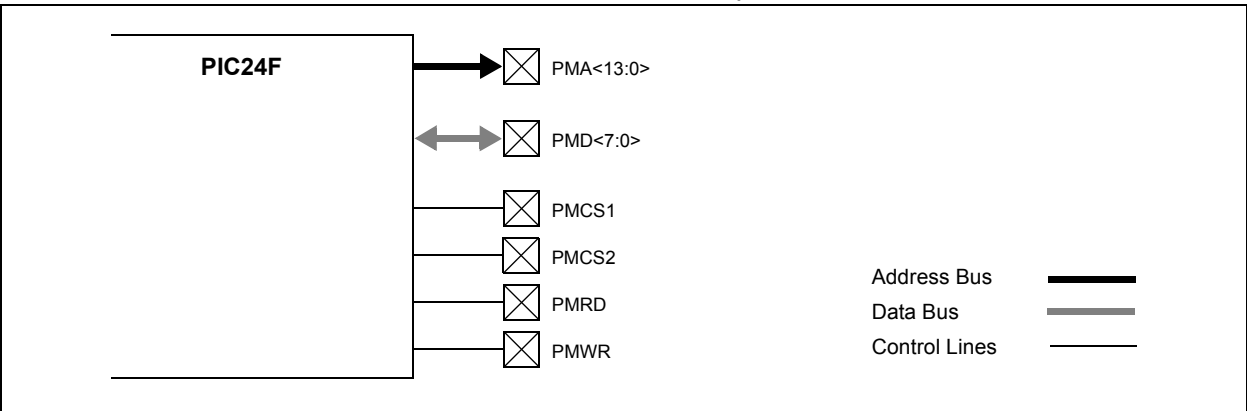 PIC24F
PMA<13:0>
PMD<7:0>
PMCS1
PMCS2
PMRD
PMWR
Address Bus
Data Bus
Control Lines